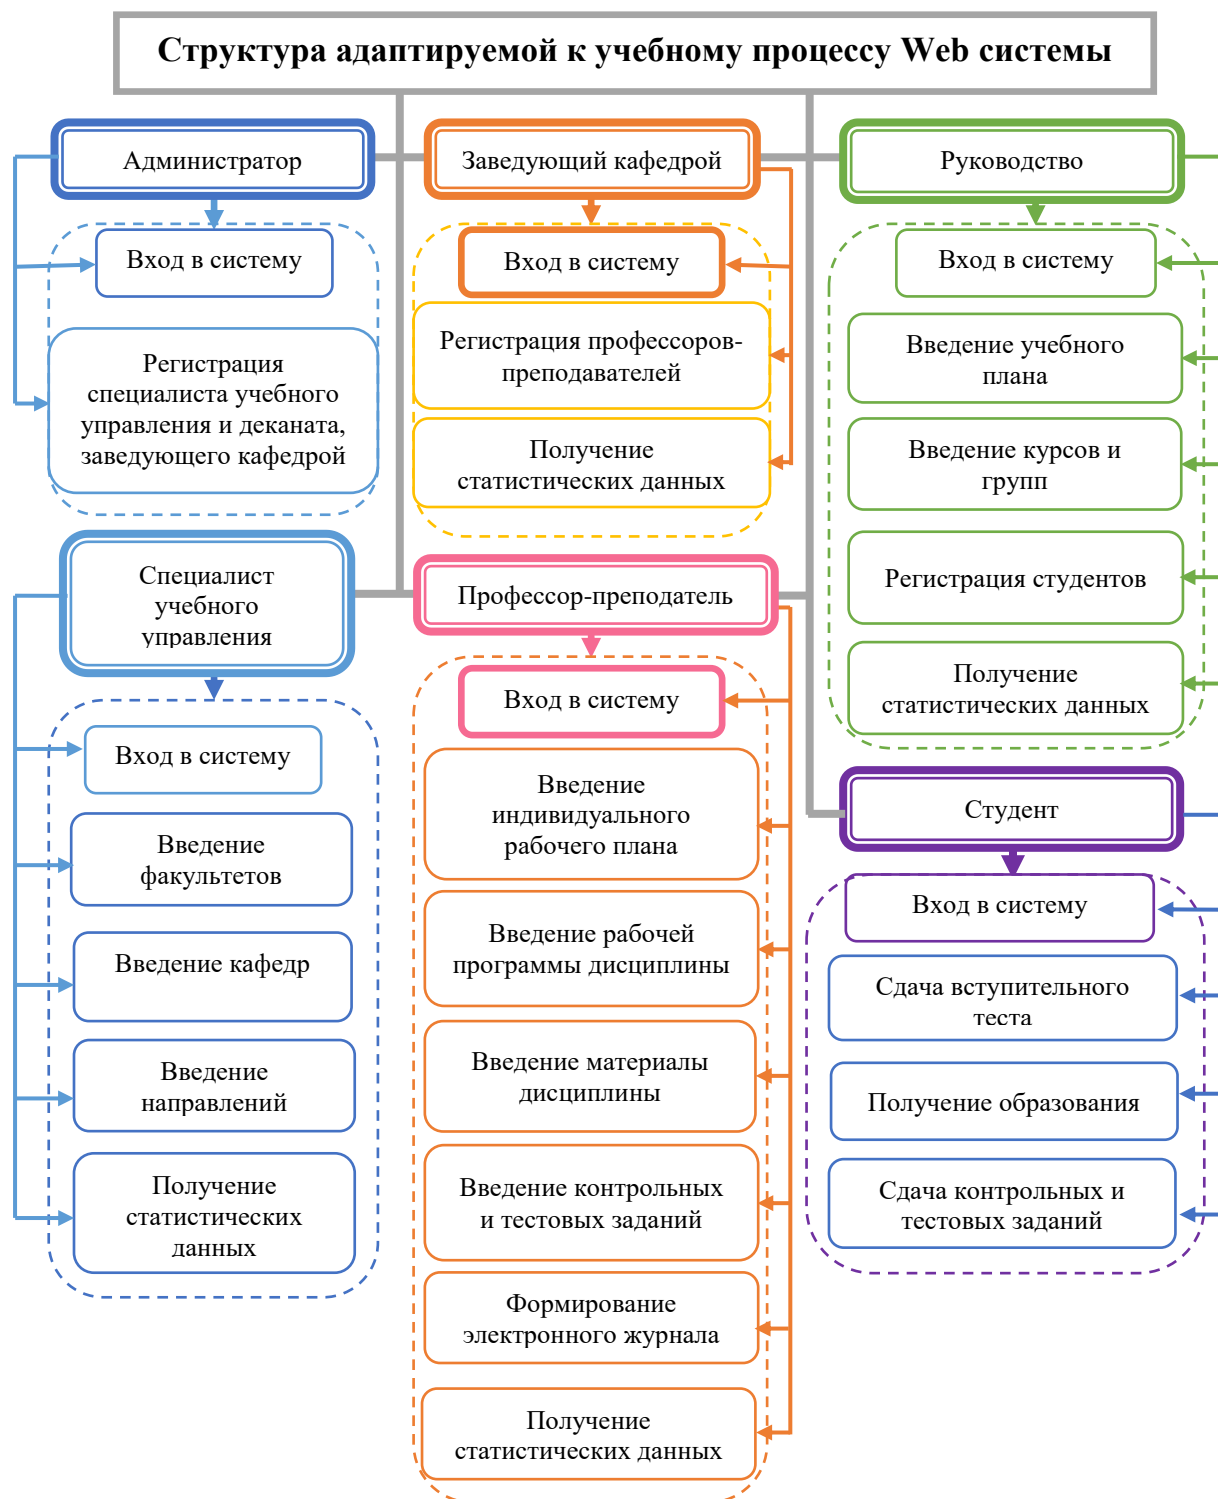 Структура адаптируемой к учебному процессу Web системы
Администратор
Вход в систему
Регистрация
специалиста учебного
управления и деканата,
заведующего кафедрой
Заведующий кафедрой
Вход в систему
Регистрация профессоров-
преподавателей
Получение
статистических данных
Руководство
Вход в систему
Введение учебного
плана
Введение курсов и
групп
Регистрация студентов
Получение
статистических данных
Специалист
учебного
управления
Вход в систему
Введение
факультетов
Введение кафедр
Введение
направлений
Получение
статистических
данных
Профессор-преподатель
Вход в систему
Введение
индивидуального
рабочего плана
Введение рабочей
программы дисциплины
Введение материалы
дисциплины
Введение контрольных
и тестовых заданий
Формирование
электронного журнала
Получение
статистических данных
Студент
Вход в систему
Сдача вступительного
теста
Получение образования
Сдача контрольных и
тестовых заданий